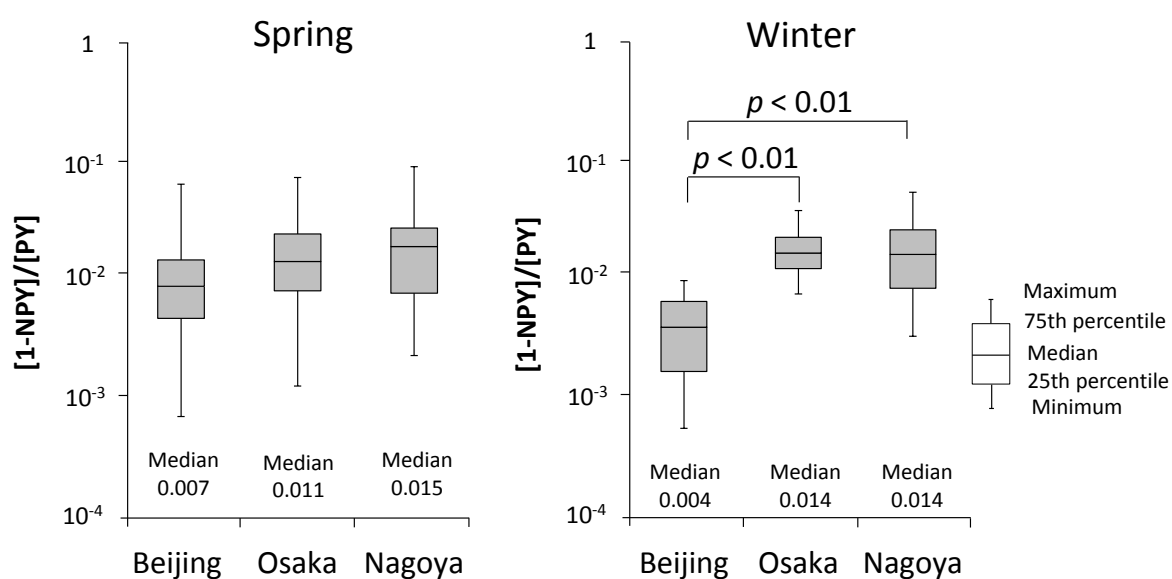 Spring
1
10-1
10-2
10-3
10-4
[1-NPY]/[PY]
Median
0.007
Median
0.011
Median
0.015
Beijing
Osaka
Nagoya
Winter
1
10-1
10-2
10-3
10-4
[1-NPY]/[PY]
p < 0.01
p < 0.01
Median
0.004
Median
0.014
Median
0.014
Beijing
Osaka
Nagoya
Maximum
75th percentile
Median
25th percentile
Minimum